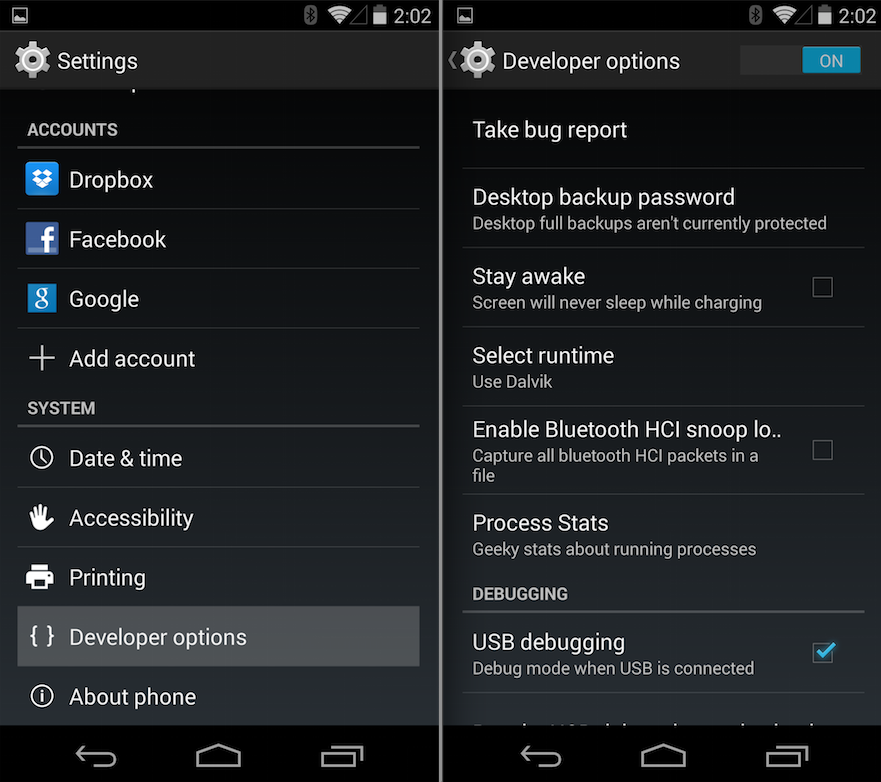 2:02
Settings
ACCOUNTS
Dropbox
Facebook
Google
Add account
SYSTEM
Date & time
Accessibility
Printing
{ } Developer options
About phone
2:02
Developer options
ON
Take bug report
Desktop backup password
Desktop full backups aren't currently protected
Stay awake
Screen will never sleep while charging
Select runtime
Use Dalvik
Enable Bluetooth HCI snoop lo..
Capture all bluetooth HCI packets in a
file
Process Stats
Geeky stats about running processes
DEBUGGING
USB debugging
Debug mode when USB is connected